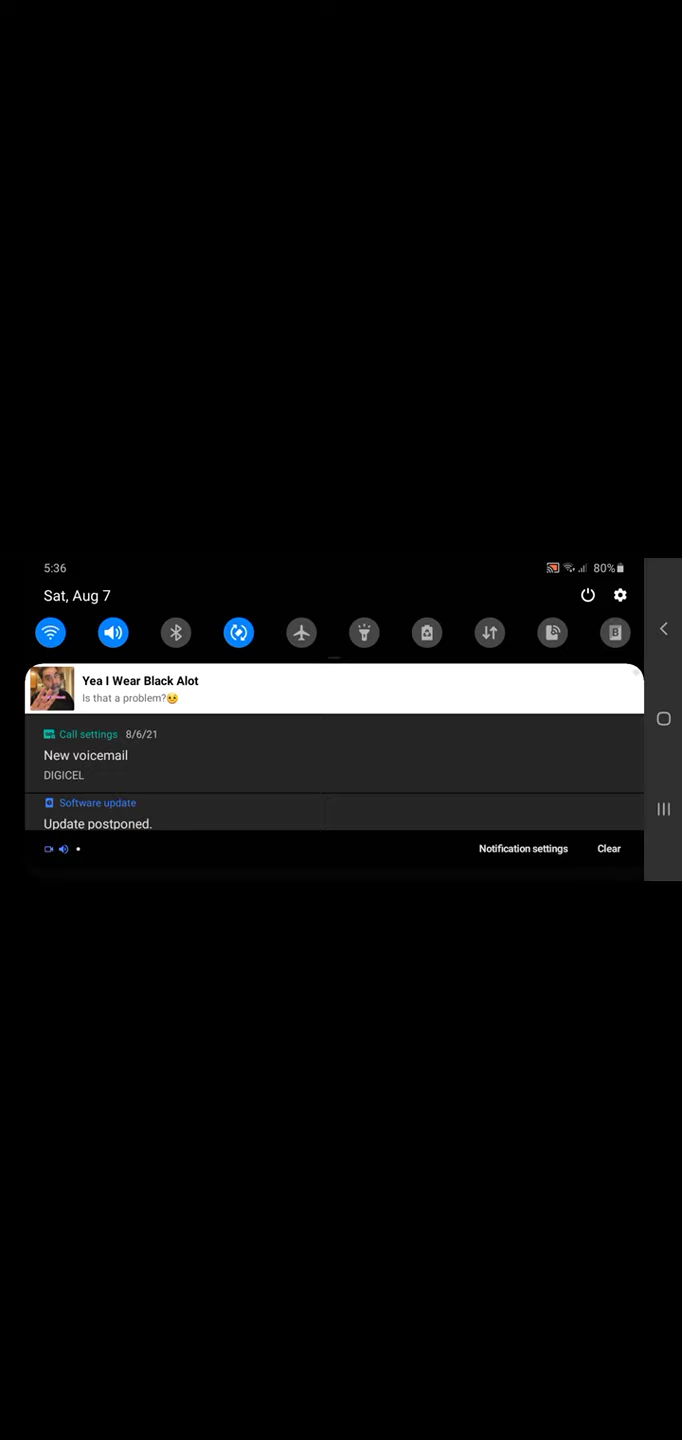 5:36
80%
Sat, Aug 7
Yea I Wear Black Alot
Is that a problem?🤨
Call settings 8/6/21
New voicemail
DIGICEL
Software update
Update postponed.
Notification settings Clear